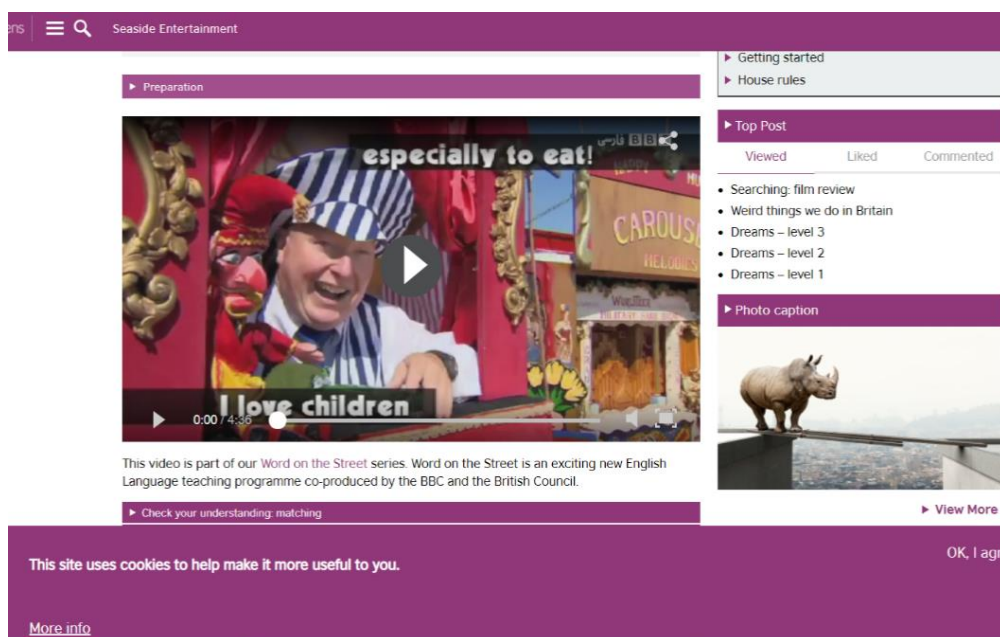 ens
Seaside Entertainment
Getting started
House rules
Preparation
especially to eat!
BBC فارسی
CAROUS
MELODIES
I love children
0:00 / 4:36
Top Post
Viewed Liked Commented
Searching: film review
Weird things we do in Britain
Dreams – level 3
Dreams – level 2
Dreams – level 1
Photo caption
This video is part of our Word on the Street series. Word on the Street is an exciting new English
Language teaching programme co-produced by the BBC and the British Council.
View More
Check your understanding: matching
This site uses cookies to help make it more useful to you.
OK, I agr
More info